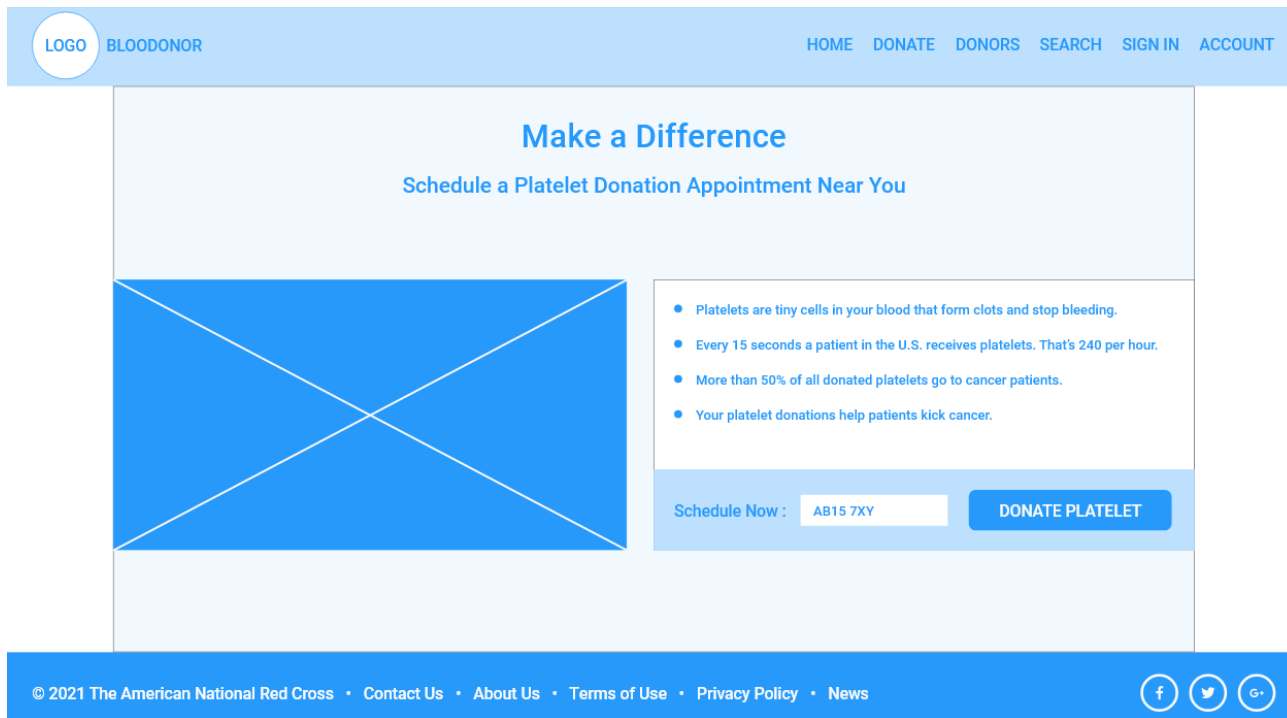 LOGO BLOODONOR HOME DONATE DONORS SEARCH SIGN IN ACCOUNT
Make a Difference
Schedule a Platelet Donation Appointment Near You
Platelets are tiny cells in your blood that form clots and stop bleeding.
Every 15 seconds a patient in the U.S. receives platelets. That's 240 per hour.
More than 50% of all donated platelets go to cancer patients.
Your platelet donations help patients kick cancer.
Schedule Now : AB15 7XY DONATE PLATELET
© 2021 The American National Red Cross • Contact Us • About Us • Terms of Use • Privacy Policy • News f G+